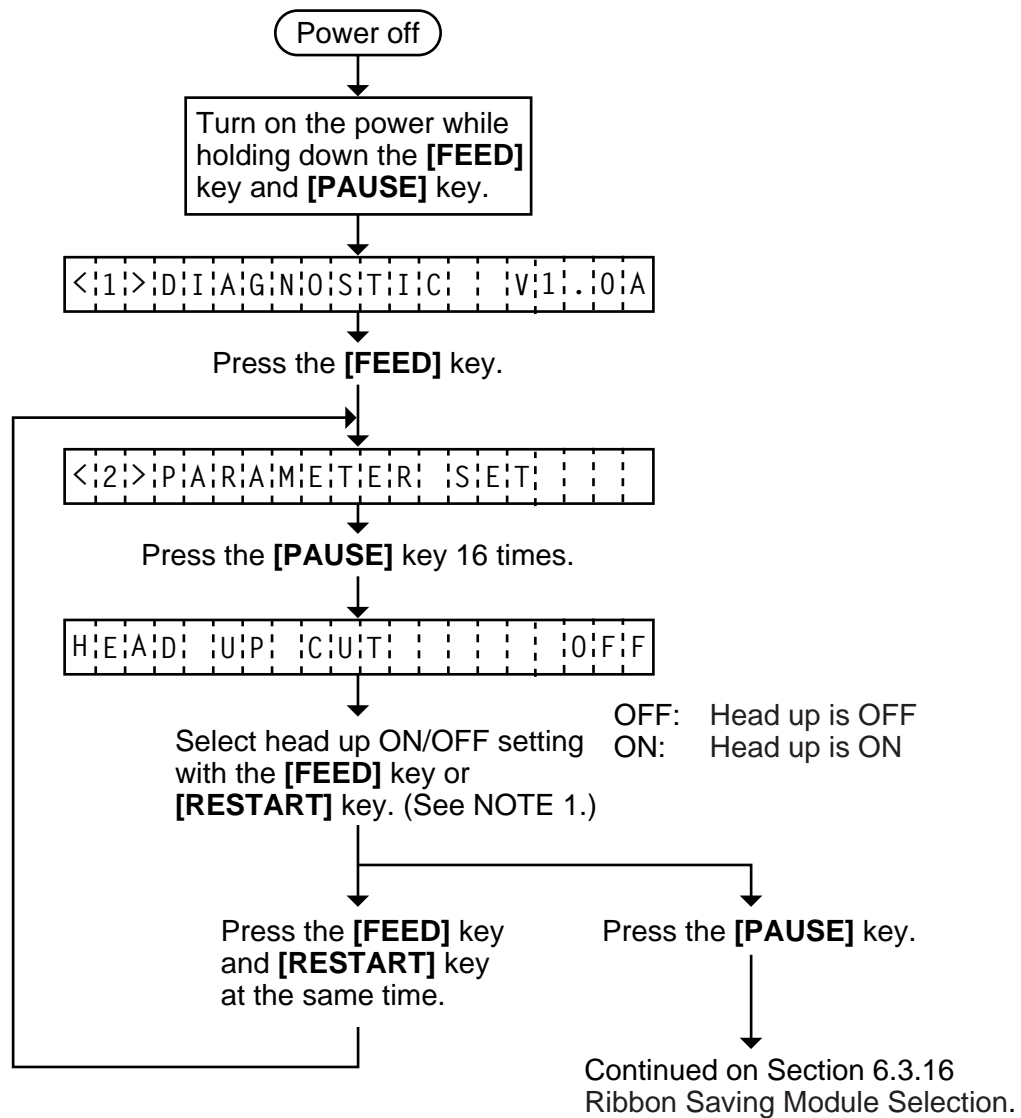 Power off
Turn on the power while
holding down the [FEED]
key and [PAUSE] key.
<1>DIAGNOSTIC  V1.0A
Press the [FEED] key.
<2>PARAMETER SET
Press the [PAUSE] key 16 times.
HEAD UP CUT     OFF
OFF: Head up is OFF
ON: Head up is ON
Select head up ON/OFF setting
with the [FEED] key or
[RESTART] key. (See NOTE 1.)
Press the [FEED] key
and [RESTART] key
at the same time.
Press the [PAUSE] key.
Continued on Section 6.3.16
Ribbon Saving Module Selection.